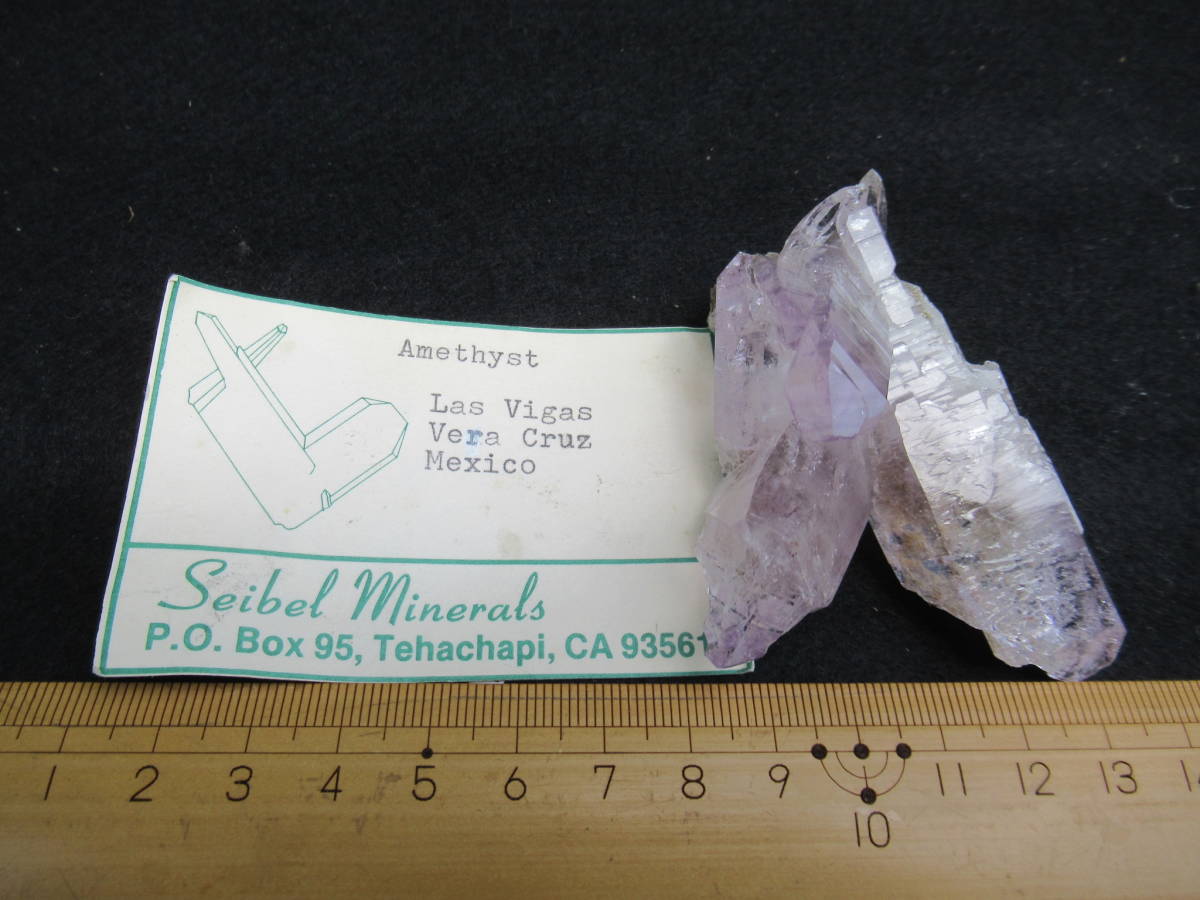 Amethyst
Las Vigas
Vera Cruz
Mexico
Seibel Minerals
P.O. Box 95, Tehachapi, CA 93561
1 2 3 4 5 6 7 8 9 10 11 12 13